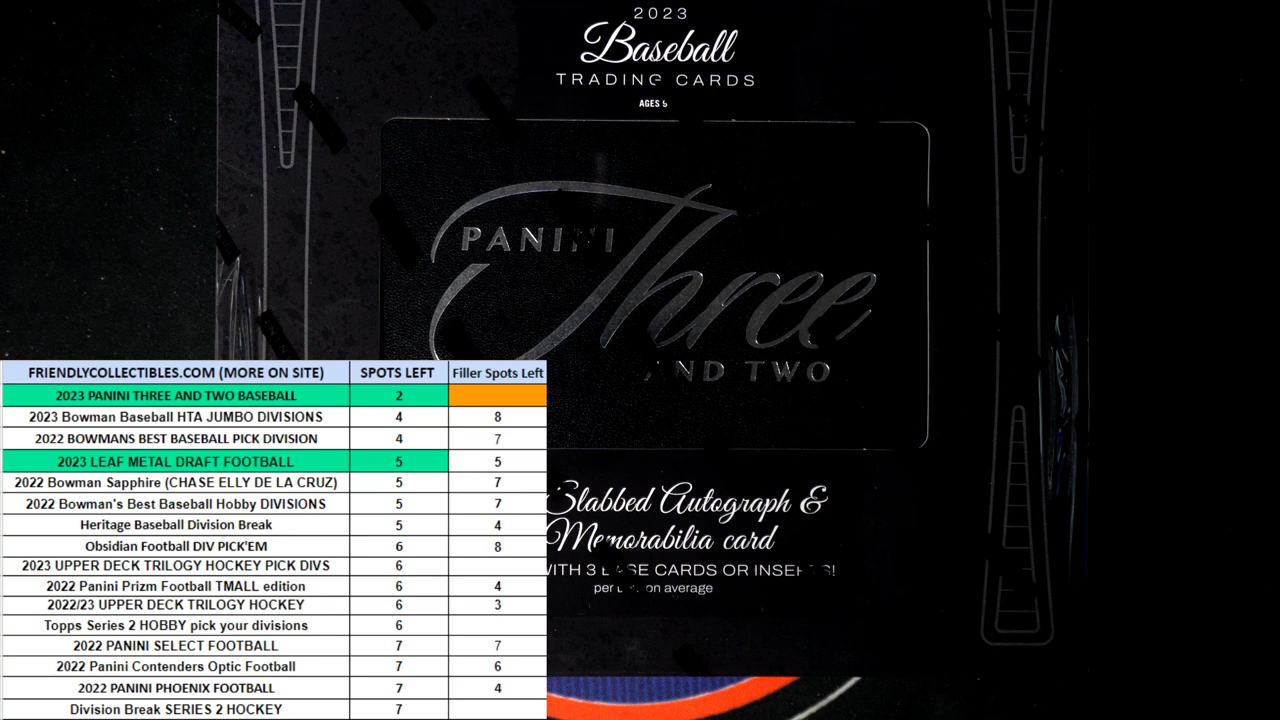 2023
Baseball
TRADING CARDS
AGES
PANINI
Three
AND TWO
Slabbed Autograph &
Memorabilia card
WITH 3 BASE CARDS OR INSERTS!
per on average
FRIENDLYCOLLECTIBLES.COM (MORE ON SITE) SPOTS LEFT Filler Spots Left
2023 PANINI THREE AND TWO BASEBALL 2
2023 Bowman Baseball HTA JUMBO DIVISIONS 4 8
2022 BOWMANS BEST BASEBALL PICK DIVISION 4 7
2023 LEAF METAL DRAFT FOOTBALL 5 5
2022 Bowman Sapphire (CHASE ELLY DE LA CRUZ) 5 7
2022 Bowman's Best Baseball Hobby DIVISIONS 5 7
Heritage Baseball Division Break 5 4
Obsidian Football DIV PICK'EM 6 8
2023 UPPER DECK TRILOGY HOCKEY PICK DIVS 6
2022 Panini Prizm Football TMALL edition 6 4
2022/23 UPPER DECK TRILOGY HOCKEY 6 3
Topps Series 2 HOBBY pick your divisions 6
2022 PANINI SELECT FOOTBALL 7 7
2022 Panini Contenders Optic Football 7 6
2022 PANINI PHOENIX FOOTBALL 7 4
Division Break SERIES 2 HOCKEY 7